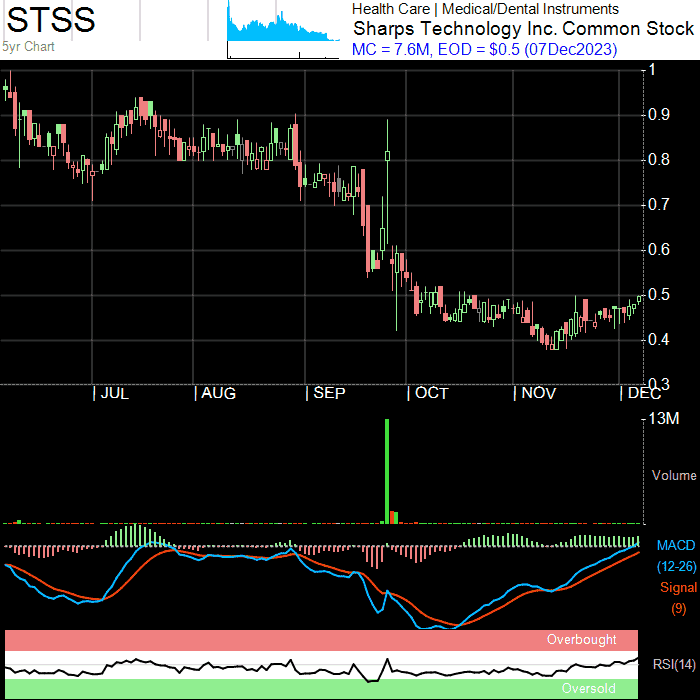 STSS
5yr Chart
Health Care | Medical/Dental Instruments
Sharps Technology Inc. Common Stock
MC = 7.6M, EOD = $0.5 (07Dec2023)
1
0.9
0.8
0.7
0.6
0.5
0.4
0.3
| JUL | AUG | SEP | OCT | NOV | DEC
13M
Volume
MACD
(12-26)
Signal
(9)
Overbought
RSI(14)
Oversold